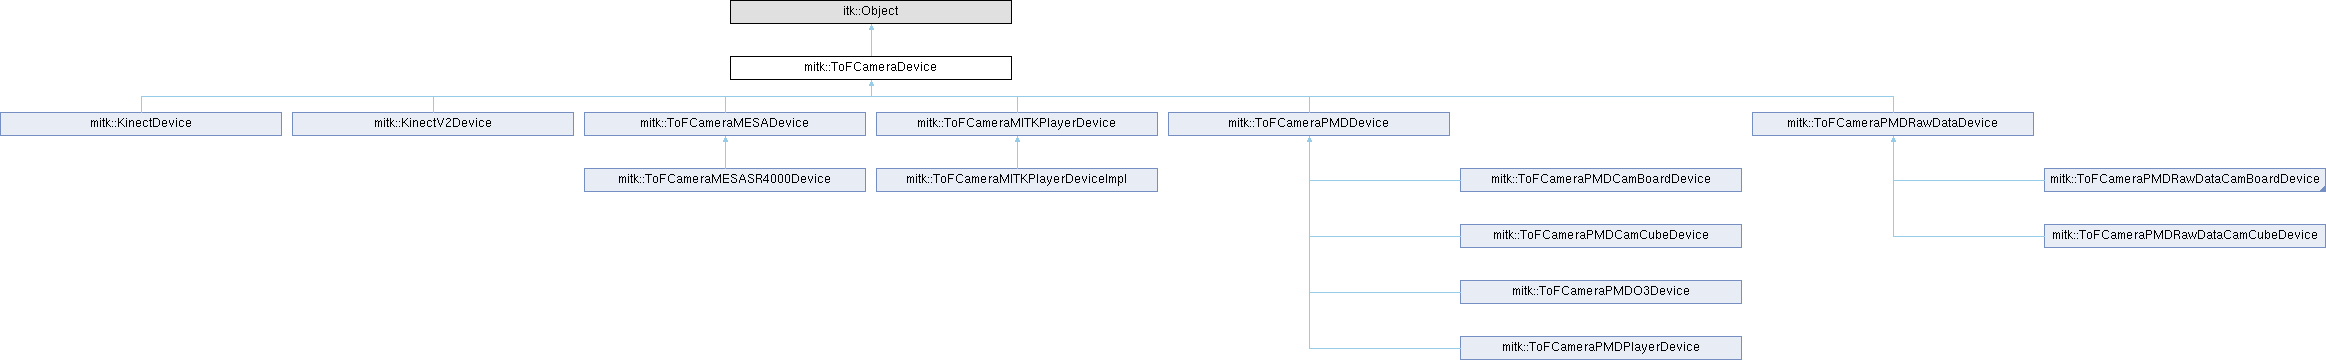 itk::Object
mitk::ToFCameraDevice
mitk::KinectDevice
mitk::KinectV2Device
mitk::ToFCameraMESADevice
mitk::ToFCameraMITKPlayerDevice
mitk::ToFCameraPMDDevice
mitk::ToFCameraPMDRawDataDevice
mitk::ToFCameraMESASR4000Device
mitk::ToFCameraMITKPlayerDeviceImpl
mitk::ToFCameraPMDCamBoardDevice
mitk::ToFCameraPMDRawDataCamBoardDevice
mitk::ToFCameraPMDCamCubeDevice
mitk::ToFCameraPMDRawDataCamCubeDevice
mitk::ToFCameraPMDO3Device
mitk::ToFCameraPMDPlayerDevice